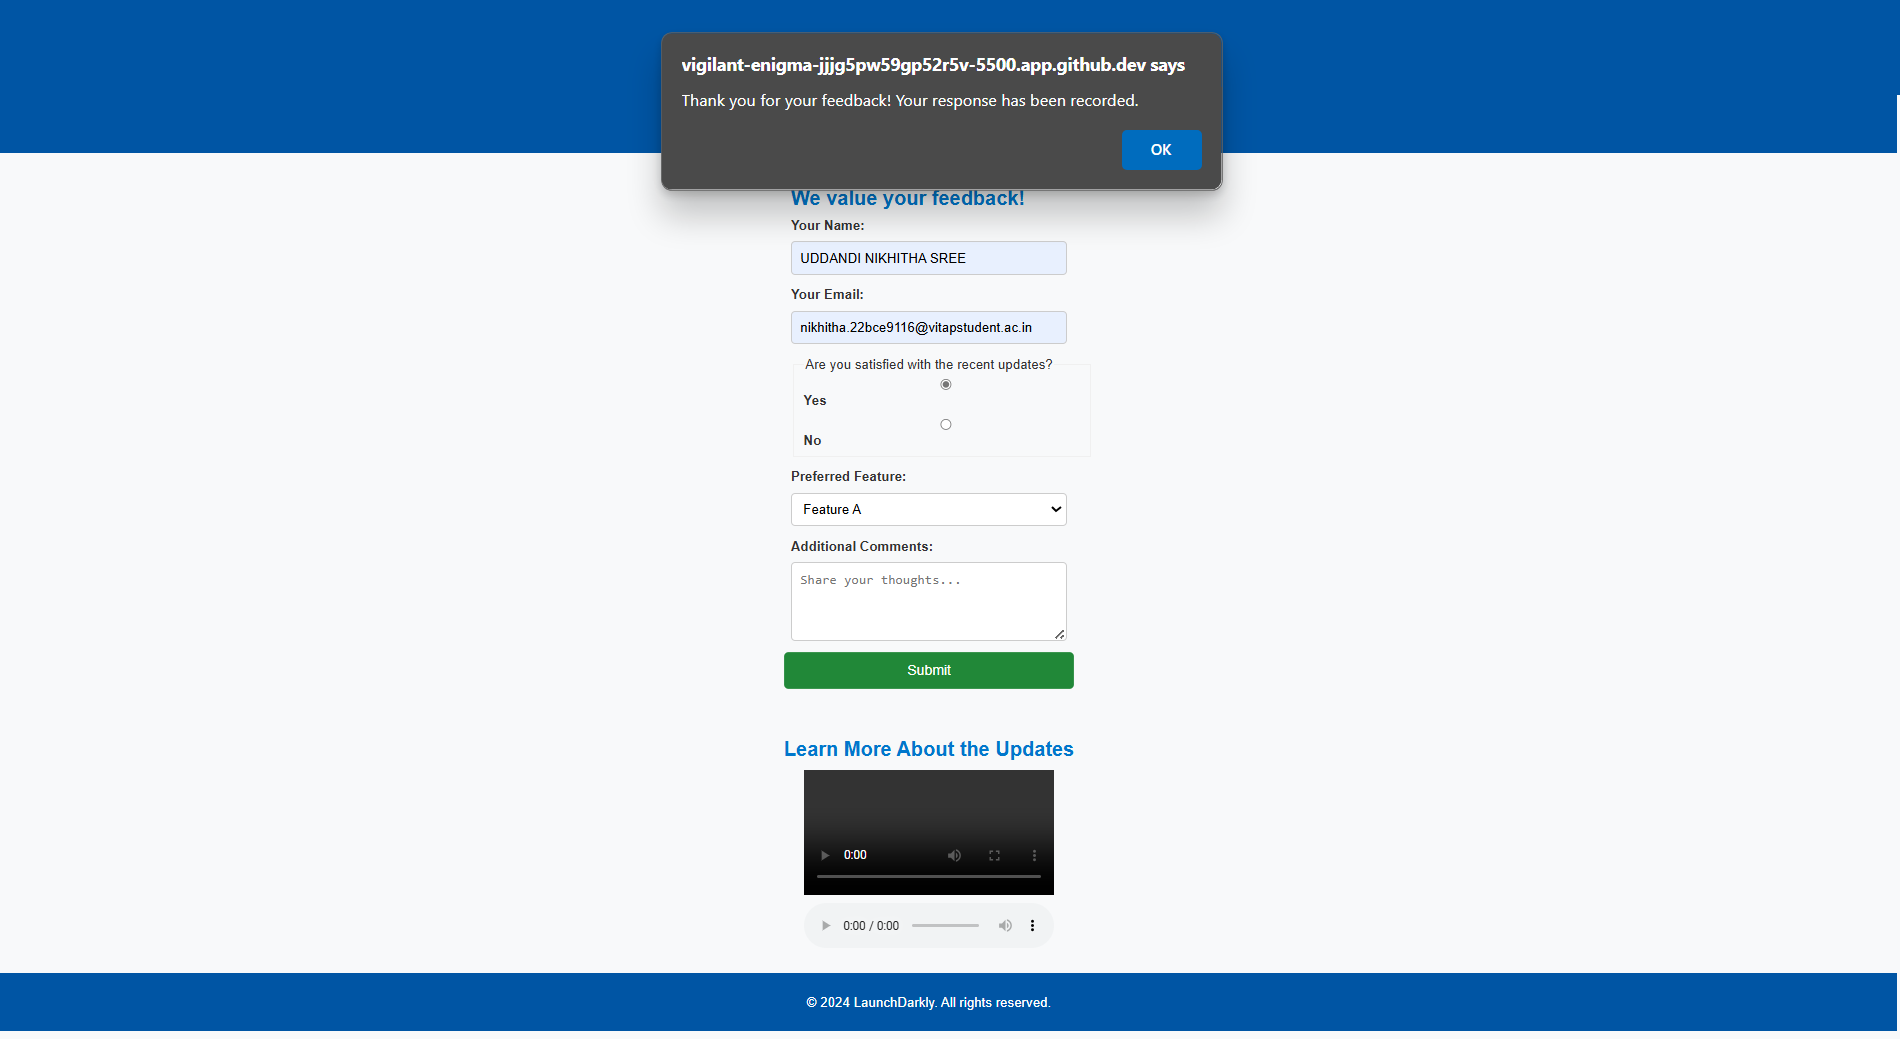 vigilant-enigma-jjjg5pw59gp52r5v-5500.app.github.dev says
Thank you for your feedback! Your response has been recorded.
OK
We value your feedback!
Your Name:
UDDANDI NIKHITHA SREE
Your Email:
nikhitha.22bce9116@vitapstudent.ac.in
Are you satisfied with the recent updates?
Yes
No
Preferred Feature:
Feature A
Additional Comments:
Share your thoughts...
Submit
Learn More About the Updates
0:00
0:00 / 0:00
© 2024 LaunchDarkly. All rights reserved.